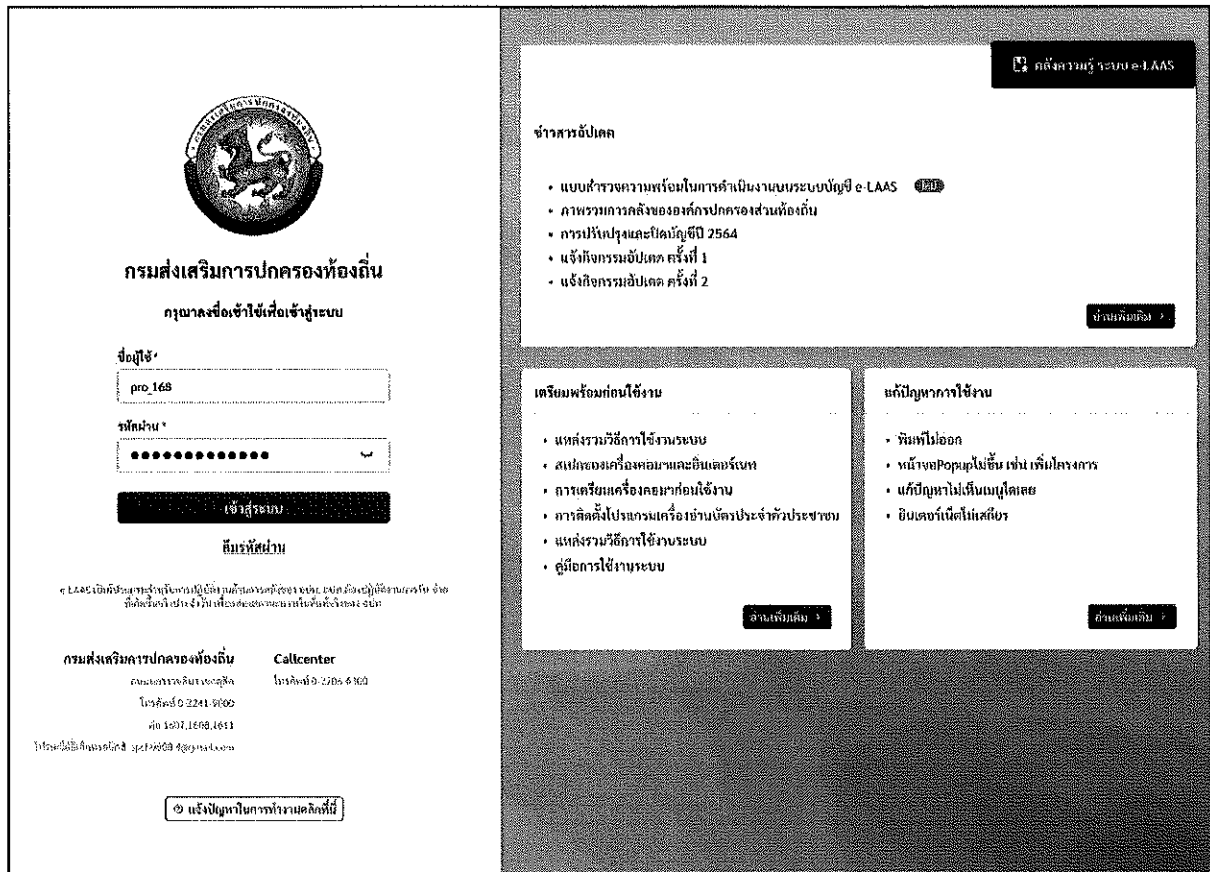 กรมส่งเสริมการปกครองท้องถิ่น
กรมส่งเสริมการปกครองท้องถิ่น
กรุณาลงชื่อเข้าใช้เพื่อเข้าสู่ระบบ
ชื่อผู้ใช้ *
pro_168
รหัสผ่าน *
เข้าสู่ระบบ
ลืมรหัสผ่าน
กรมส่งเสริมการปกครองท้องถิ่น
โทรศัพท์ 0-2241-9000
ต่อ 1607,1608,1611
Callcenter
แจ้งปัญหาในการทำงานคลิกที่นี่
คลังความรู้ ระบบ e-LAAS
ข่าวสารอัปเดต
• แบบสำรวจความพร้อมในการดำเนินงานบนระบบบัญชี e-LAAS
• ภาพรวมการคลังขององค์กรปกครองส่วนท้องถิ่น
• การปรับปรุงและปิดบัญชีปี 2564
• แจ้งกิจกรรมอัปเดต ครั้งที่ 1
• แจ้งกิจกรรมอัปเดต ครั้งที่ 2
อ่านเพิ่มเติม >
เตรียมพร้อมก่อนใช้งาน
• แหล่งรวมวิธีการใช้งานระบบ
• สเปกของเครื่องคอมฯและอินเตอร์เนท
• การเตรียมเครื่องคอมฯก่อนใช้งาน
• การติดตั้งโปรแกรมเครื่องอ่านบัตรประจำตัวประชาชน
• แหล่งรวมวิธีการใช้งานระบบ
• คู่มือการใช้งานระบบ
อ่านเพิ่มเติม >
แก้ปัญหาการใช้งาน
• พิมพ์ไม่ออก
• หน้าจอPopupไม่ขึ้น เช่น เพิ่มโครงการ
• แก้ปัญหาไม่เห็นเมนูใดเลย
• อินเตอร์เน็ตไม่เสถียร
อ่านเพิ่มเติม >